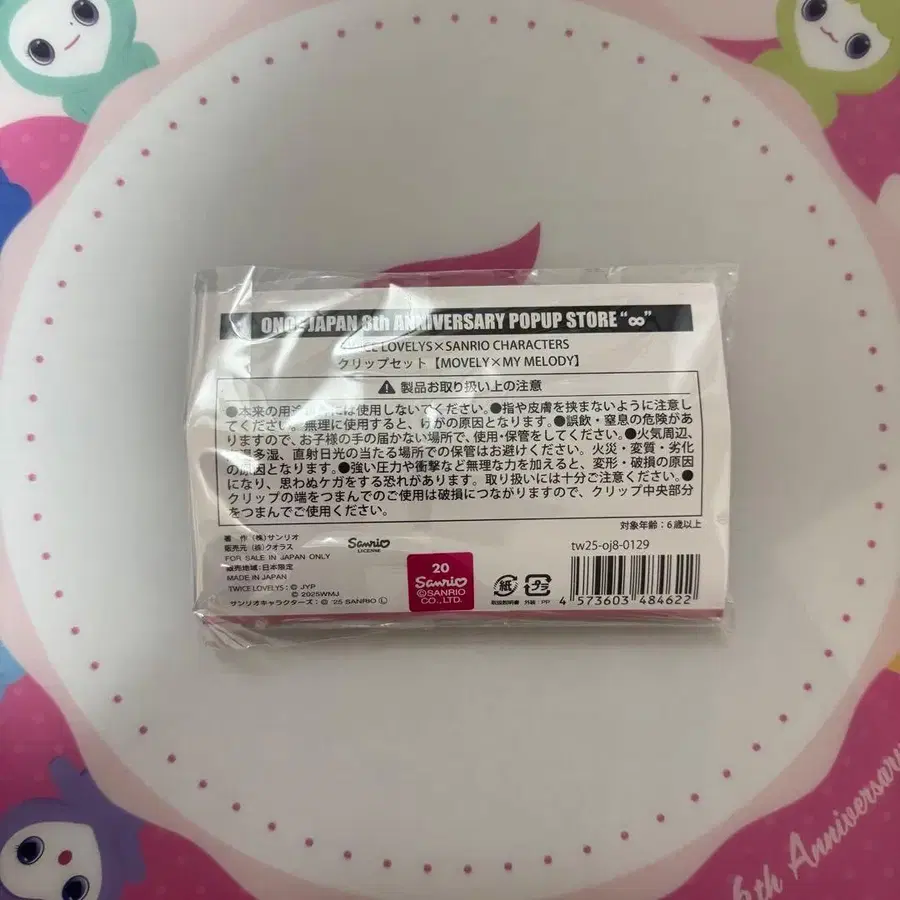 ONCE JAPAN 8th ANNIVERSARY POPUP STORE “∞”
LOVELYS×SANRIO CHARACTERS
クリップセット【MOVELY×MY MELODY】
⚠ 製品お取り扱い上の注意
●本来の用途以外には使用しないでください。●指や皮膚を挟まないように注意し
てください。無理に使用すると、けがの原因となります。●誤飲・窒息の危険があ
りますので、お子様の手の届かない場所で、使用・保管をしてください。●火気周辺、
多湿、直射日光の当たる場所での保管はお避けください。火災・変質・劣化
の原因となります。●強い圧力や衝撃など無理な力を加えると、変形・破損の原因
になり、思わぬケガをする恐れがあります。取り扱いには十分ご注意ください。●
クリップの端をつまんでのご使用は破損につながりますので、クリップ中央部分
をつまんでご使用ください。
対象年齢：6歳以上
著 作 （株）サンリオ
販売元 （株）クオラス
FOR SALE IN JAPAN ONLY
販売地域：日本限定
MADE IN JAPAN
TWICE LOVELYS：© JYP
© 2025WMJ
サンリオキャラクターズ：© '25 SANRIO Ⓛ
Sanrio
LICENSE
20
Sanrio
©SANRIO
CO.,LTD.
紙
取扱説明書
プラ
外装：PP
tw25-oj8-0129
4 573603 484622
6th Anniversary